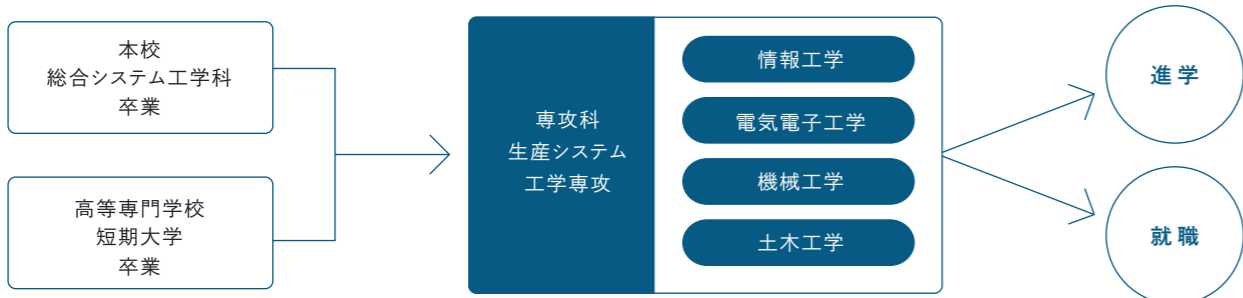 本校
総合システム工学科
卒業
高等専門学校
短期大学
卒業
専攻科
生産システム
工学専攻
情報工学
電気電子工学
機械工学
土木工学
進学
就職